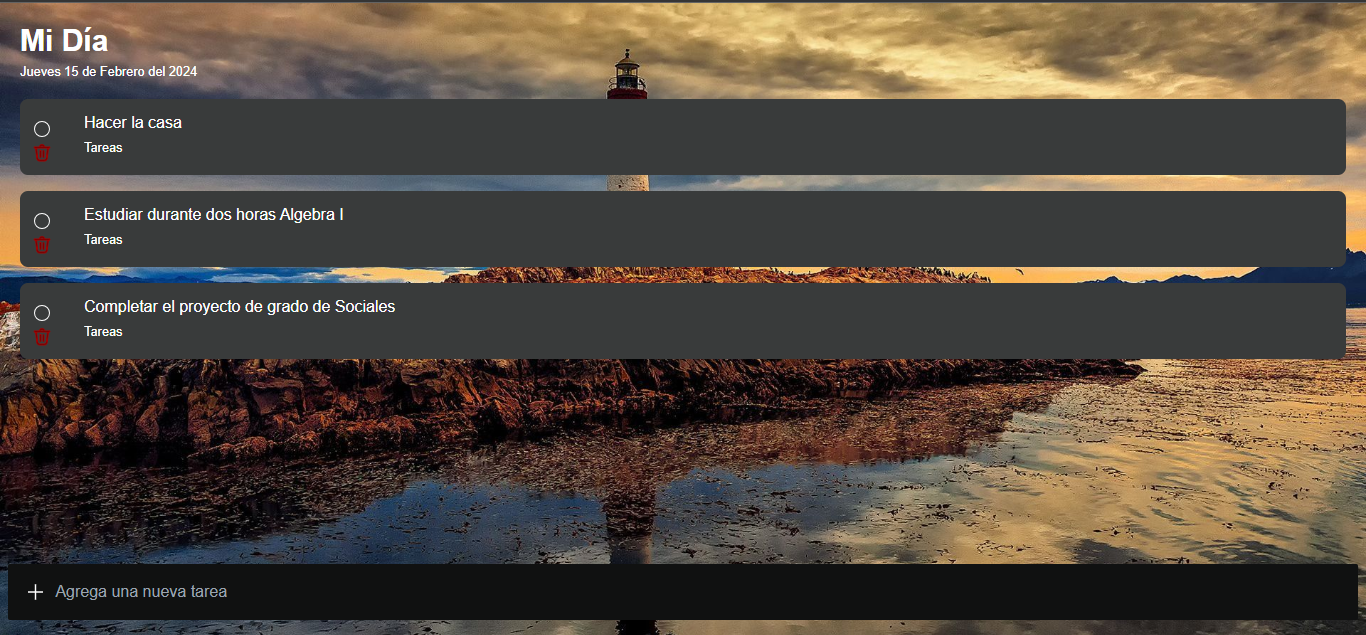 Mi Día
Jueves 15 de Febrero del 2024
Hacer la casa
Tareas
Estudiar durante dos horas Algebra I
Tareas
Completar el proyecto de grado de Sociales
Tareas
Agrega una nueva tarea